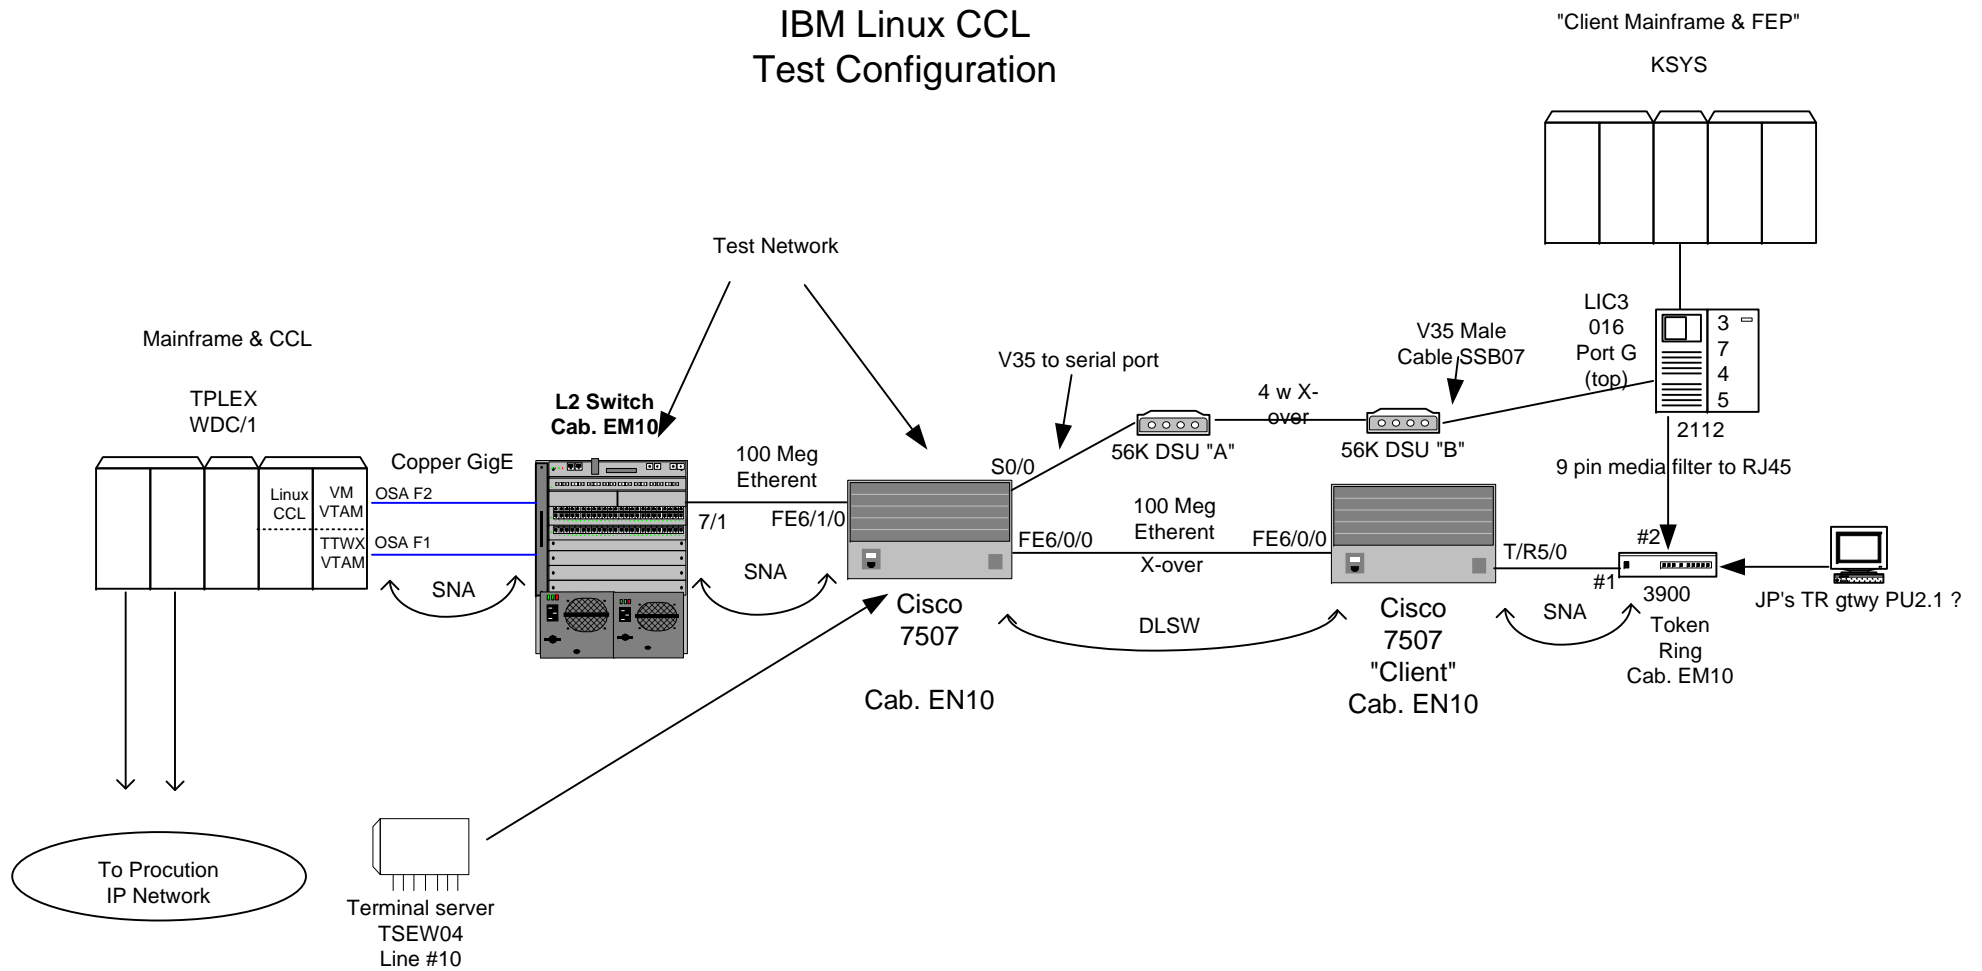 IBM Linux CCL
Test Configuration
"Client Mainframe & FEP"
KSYS
Test Network
Mainframe & CCL
TPLEX
WDC/1
L2 Switch
Cab. EM10
Copper GigE
OSA F2
OSA F1
Linux
CCL
VM
VTAM
TTWX
VTAM
SNA
100 Meg
Etherent
7/1
FE6/1/0
SNA
V35 to serial port
S0/0
56K DSU "A"
4 w X-
over
V35 Male
Cable SSB07
56K DSU "B"
LIC3
016
Port G
(top)
3
7
4
5
2112
9 pin media filter to RJ45
FE6/0/0
100 Meg
Etherent
X-over
FE6/0/0
T/R5/0
#2
#1
3900
Token
Ring
Cab. EM10
JP's TR gtwy PU2.1 ?
Cisco
7507
Cab. EN10
DLSW
Cisco
7507
"Client"
Cab. EN10
SNA
To Procution
IP Network
Terminal server
TSEW04
Line #10